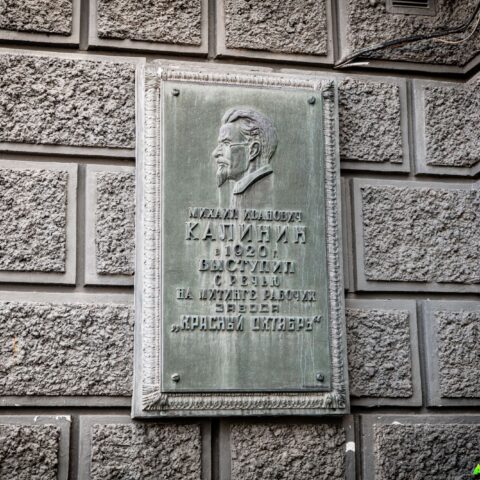 МИХАИЛ ИВАНОВИЧ
КАЛИНИН
в 1920 г.
ВЫСТУПИЛ
С РЕЧЬЮ
НА МИТИНГЕ РАБОЧИХ
ЗАВОДА
„КРАСНЫЙ ОКТЯБРЬ"